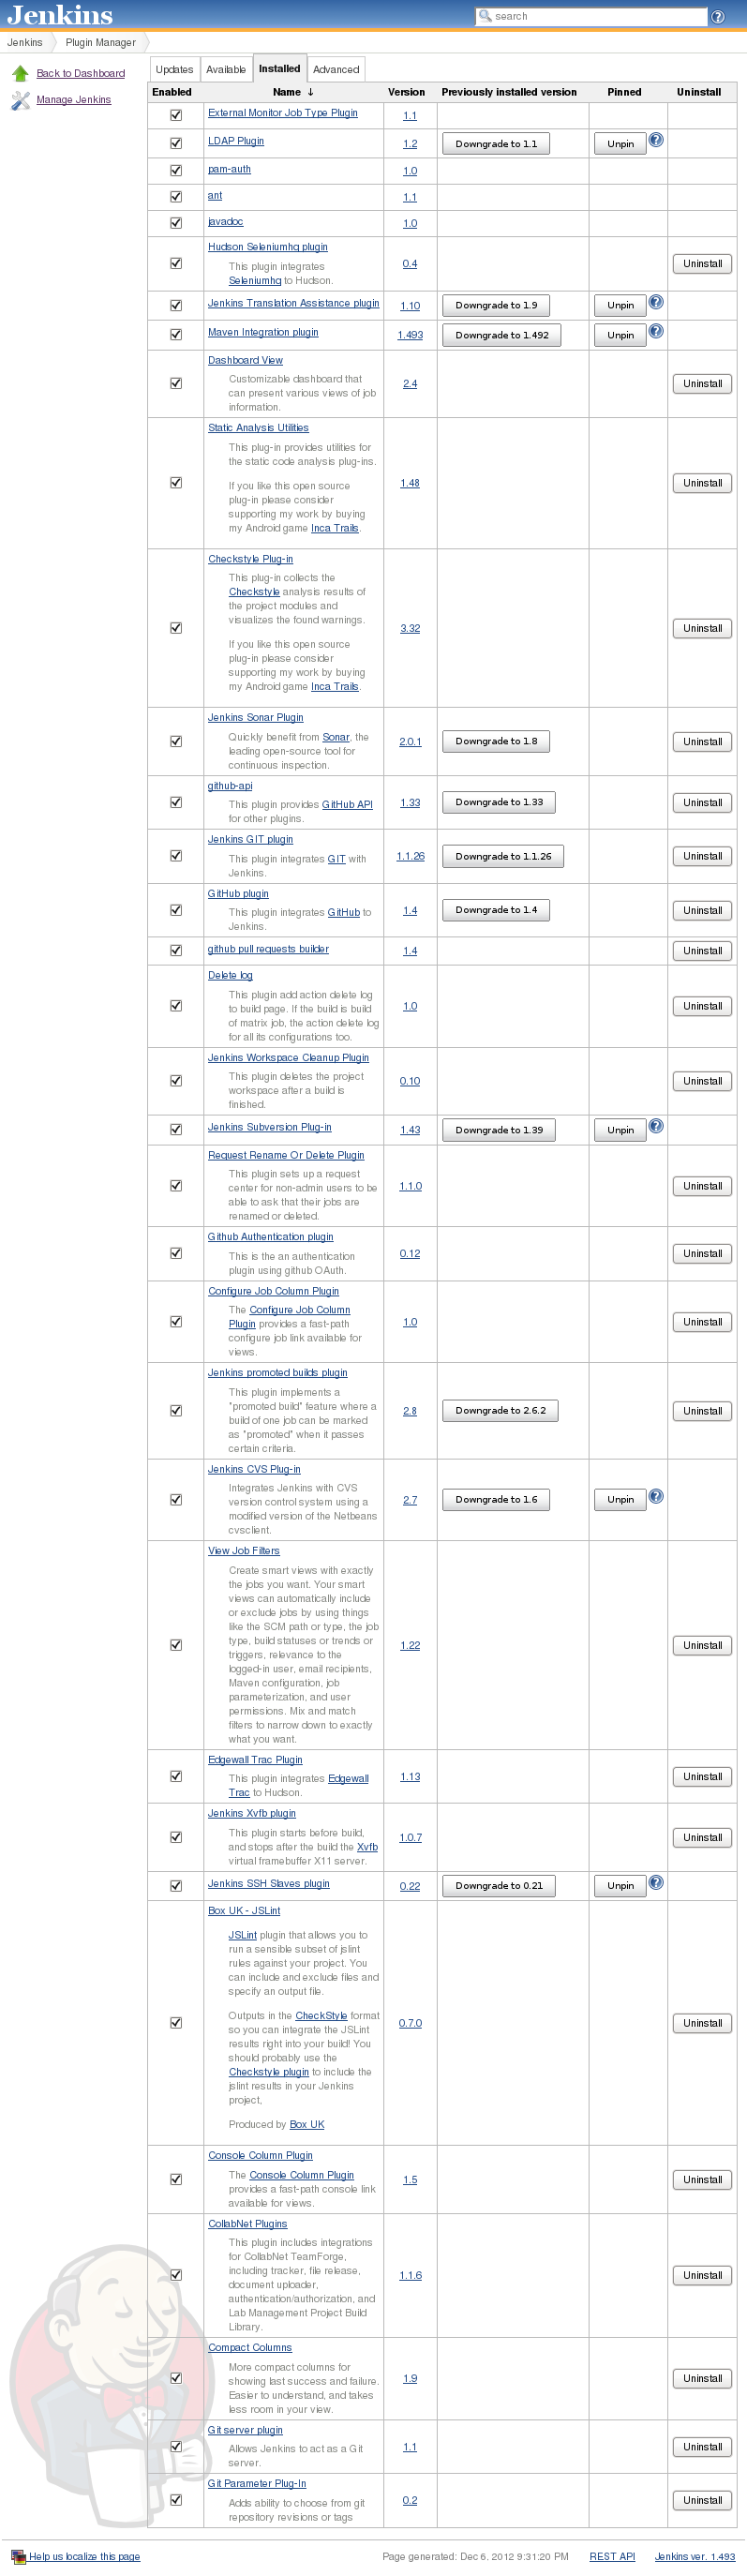 Jenkins
search
Jenkins Plugin Manager
Back to Dashboard
Manage Jenkins
Updates Available Installed Advanced
Enabled Name ↓ Version Previously installed version Pinned Uninstall
External Monitor Job Type Plugin 1.1
LDAP Plugin 1.2 Downgrade to 1.1 Unpin
pam-auth 1.0
ant 1.1
javadoc 1.0
Hudson Seleniumhq plugin
This plugin integrates
Seleniumhq to Hudson.
0.4 Uninstall
Jenkins Translation Assistance plugin 1.10 Downgrade to 1.9 Unpin
Maven Integration plugin 1.493 Downgrade to 1.492 Unpin
Dashboard View
Customizable dashboard that
can present various views of job
information.
2.4 Uninstall
Static Analysis Utilities
This plug-in provides utilities for
the static code analysis plug-ins.
If you like this open source
plug-in please consider
supporting my work by buying
my Android game Inca Trails.
1.48 Uninstall
Checkstyle Plug-in
This plug-in collects the
Checkstyle analysis results of
the project modules and
visualizes the found warnings.
If you like this open source
plug-in please consider
supporting my work by buying
my Android game Inca Trails.
3.32 Uninstall
Jenkins Sonar Plugin
Quickly benefit from Sonar, the
leading open-source tool for
continuous inspection.
2.0.1 Downgrade to 1.8 Uninstall
github-api
This plugin provides GitHub API
for other plugins.
1.33 Downgrade to 1.33 Uninstall
Jenkins GIT plugin
This plugin integrates GIT with
Jenkins.
1.1.26 Downgrade to 1.1.26 Uninstall
GitHub plugin
This plugin integrates GitHub to
Jenkins.
1.4 Downgrade to 1.4 Uninstall
github pull requests builder 1.4 Uninstall
Delete log
This plugin add action delete log
to build page. If the build is build
of matrix job, the action delete log
for all its configurations too.
1.0 Uninstall
Jenkins Workspace Cleanup Plugin
This plugin deletes the project
workspace after a build is
finished.
0.10 Uninstall
Jenkins Subversion Plug-in 1.43 Downgrade to 1.39 Unpin
Request Rename Or Delete Plugin
This plugin sets up a request
center for non-admin users to be
able to ask that their jobs are
renamed or deleted.
1.1.0 Uninstall
Github Authentication plugin
This is the an authentication
plugin using github OAuth.
0.12 Uninstall
Configure Job Column Plugin
The Configure Job Column
Plugin provides a fast-path
configure job link available for
views.
1.0 Uninstall
Jenkins promoted builds plugin
This plugin implements a
"promoted build" feature where a
build of one job can be marked
as "promoted" when it passes
certain criteria.
2.8 Downgrade to 2.6.2 Uninstall
Jenkins CVS Plug-in
Integrates Jenkins with CVS
version control system using a
modified version of the Netbeans
cvsclient.
2.7 Downgrade to 1.6 Unpin
View Job Filters
Create smart views with exactly
the jobs you want. Your smart
views can automatically include
or exclude jobs by using things
like the SCM path or type, the job
type, build statuses or trends or
triggers, relevance to the
logged-in user, email recipients,
Maven configuration, job
parameterization, and user
permissions. Mix and match
filters to narrow down to exactly
what you want.
1.22 Uninstall
Edgewall Trac Plugin
This plugin integrates Edgewall
Trac to Hudson.
1.13 Uninstall
Jenkins Xvfb plugin
This plugin starts before build,
and stops after the build the Xvfb
virtual framebuffer X11 server.
1.0.7 Uninstall
Jenkins SSH Slaves plugin 0.22 Downgrade to 0.21 Unpin
Box UK - JSLint
JSLint plugin that allows you to
run a sensible subset of jslint
rules against your project. You
can include and exclude files and
specify an output file.
Outputs in the CheckStyle format
so you can integrate the JSLint
results right into your build! You
should probably use the
Checkstyle plugin to include the
jslint results in your Jenkins
project.
Produced by Box UK
0.7.0 Uninstall
Console Column Plugin
The Console Column Plugin
provides a fast-path console link
available for views.
1.5 Uninstall
CollabNet Plugins
This plugin includes integrations
for CollabNet TeamForge,
including tracker, file release,
document uploader,
authentication/authorization, and
Lab Management Project Build
Library.
1.1.6 Uninstall
Compact Columns
More compact columns for
showing last success and failure.
Easier to understand, and takes
less room in your view.
1.9 Uninstall
Git server plugin
Allows Jenkins to act as a Git
server.
1.1 Uninstall
Git Parameter Plug-In
Adds ability to choose from git
repository revisions or tags
0.2 Uninstall
Help us localize this page Page generated: Dec 6, 2012 9:31:20 PM REST API Jenkins ver. 1.493